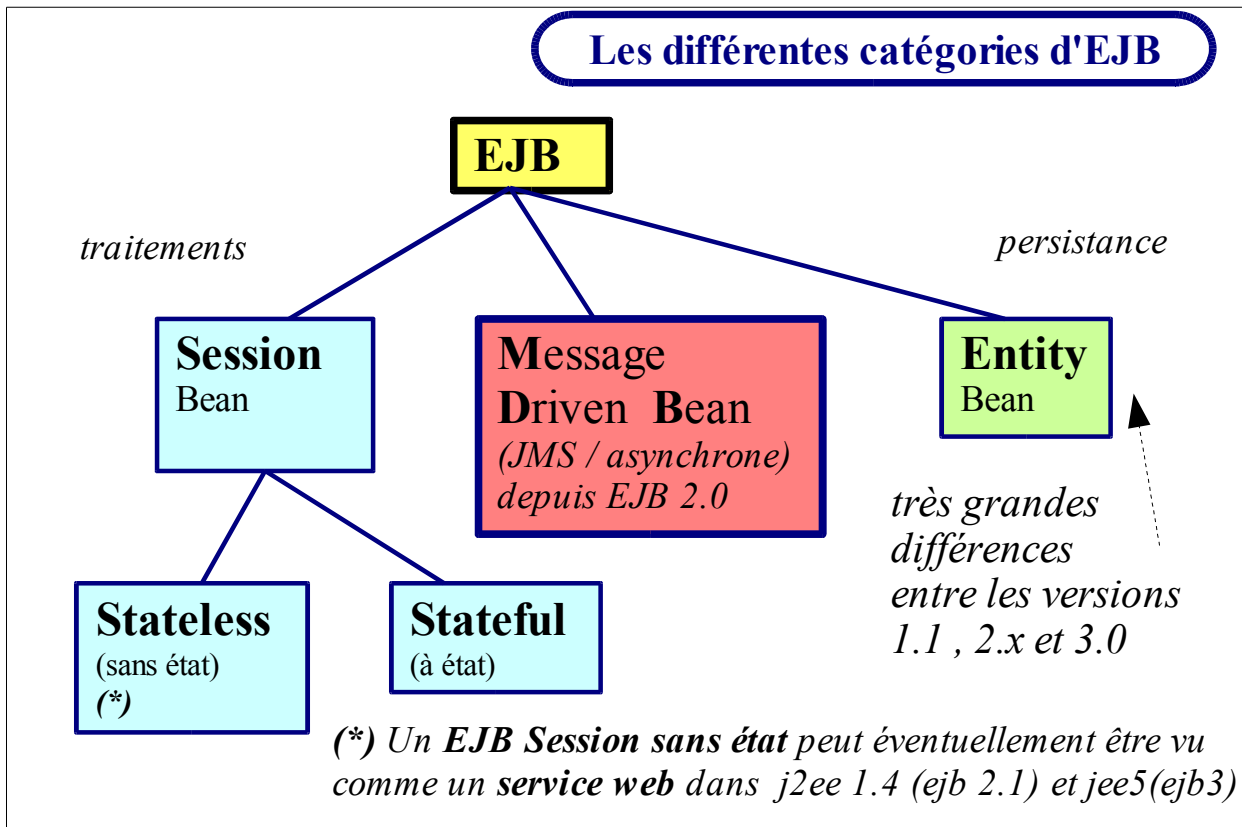 Les différentes catégories d'EJB
EJB
traitements
persistance
Session
Bean
Message
Driven Bean
(JMS / asynchrone)
depuis EJB 2.0
Entity
Bean
très grandes
différences
entre les versions
1.1 , 2.x et 3.0
Stateless
(sans état)
(*)
Stateful
(à état)
(*) Un EJB Session sans état peut éventuellement être vu
comme un service web dans j2ee 1.4 (ejb 2.1) et jee5(ejb3)